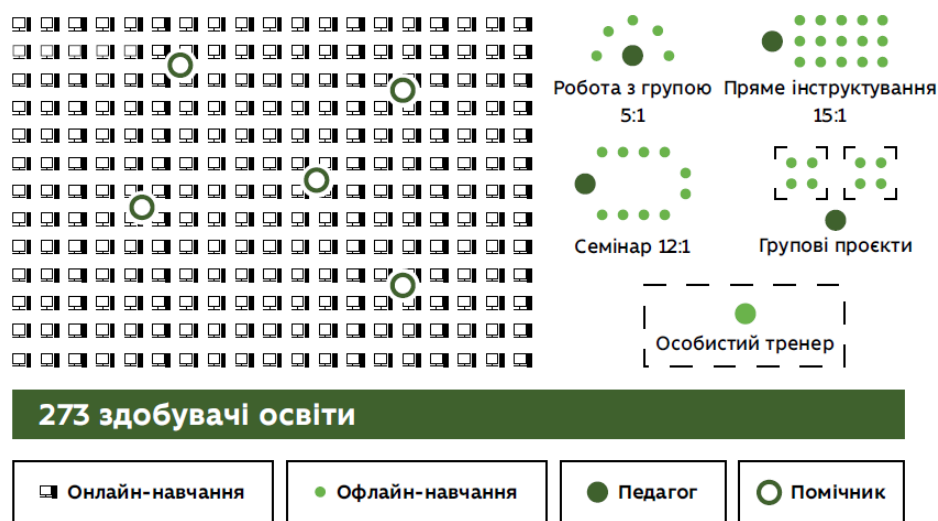 Робота з групою
5:1
Пряме інструктування
15:1
Семінар 12:1
Групові проєкти
Особистий тренер
273 здобувачі освіти
Онлайн-навчання
Офлайн-навчання
Педагог
Помічник